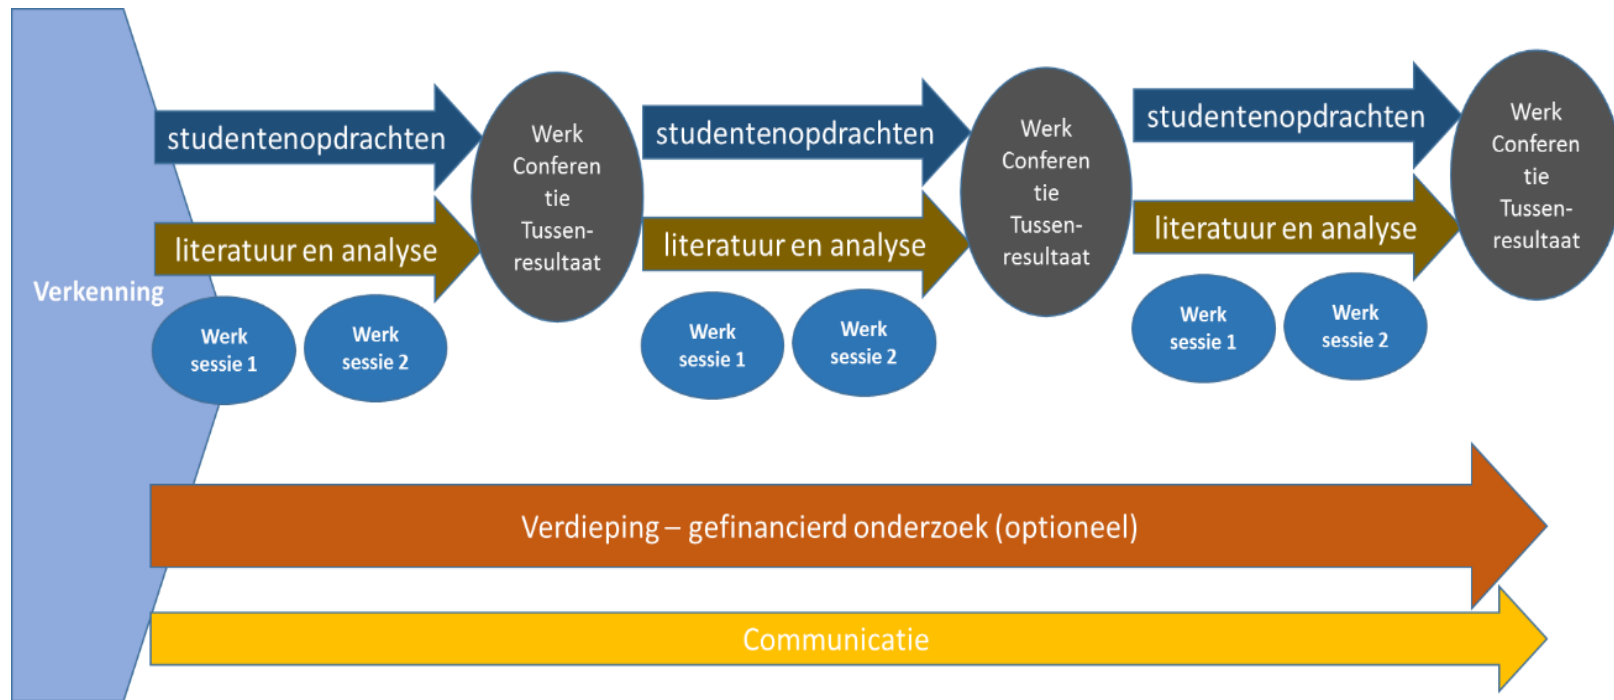 Verkenning
studentenopdrachten
literatuur en analyse
Werk
sessie 1
Werk
sessie 2
Werk
Conferen
tie
Tussen-
resultaat
studentenopdrachten
literatuur en analyse
Werk
sessie 1
Werk
sessie 2
Werk
Conferen
tie
Tussen-
resultaat
studentenopdrachten
literatuur en analyse
Werk
sessie 1
Werk
sessie 2
Werk
Conferen
tie
Tussen-
resultaat
Verdieping – gefinancierd onderzoek (optioneel)
Communicatie